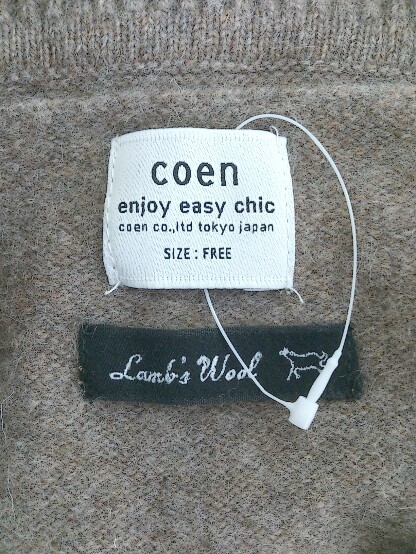 coen
enjoy easy chic
coen co.,ltd tokyo japan
SIZE : FREE
Lamb's Wool